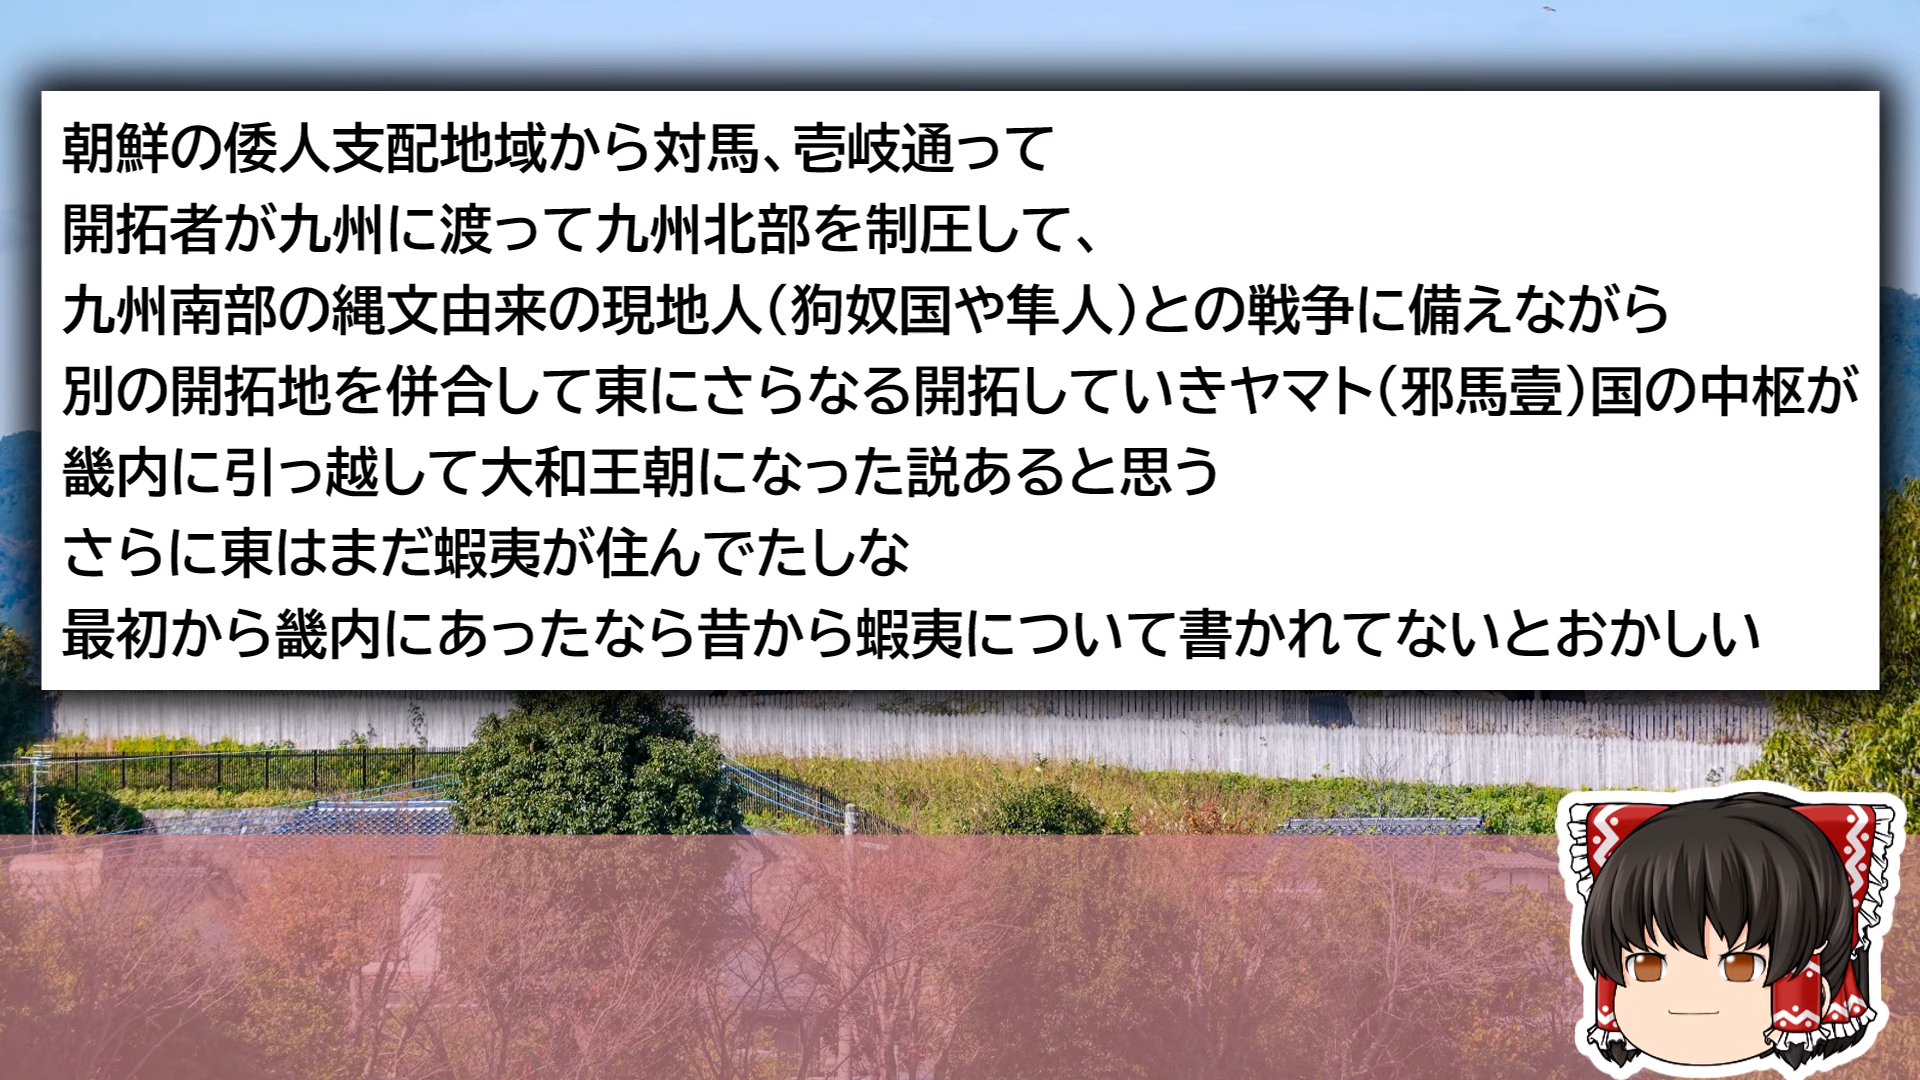 朝鮮の倭人支配地域から対馬、壱岐通って
開拓者が九州に渡って九州北部を制圧して、
九州南部の縄文由来の現地人（狗奴国や隼人）との戦争に備えながら
別の開拓地を併合して東にさらなる開拓していきヤマト（邪馬壹）国の中枢が
畿内に引っ越して大和王朝になった説あると思う
さらに東はまだ蝦夷が住んでたしな
最初から畿内にあったなら昔から蝦夷について書かれてないとおかしい